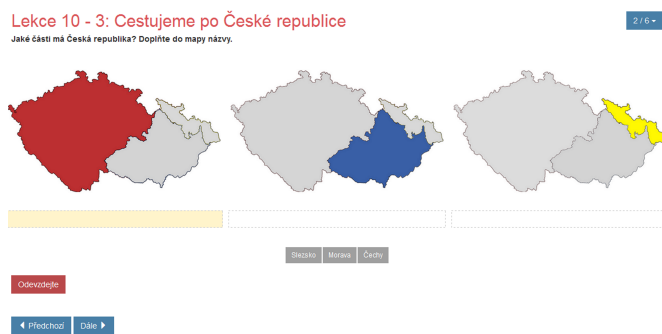 Lekce 10 - 3: Cestujeme po České republice
2 / 6
Jaké části má Česká republika? Doplňte do mapy názvy.
Slezsko Morava Čechy
Odevzdejte
Předchozí Dále